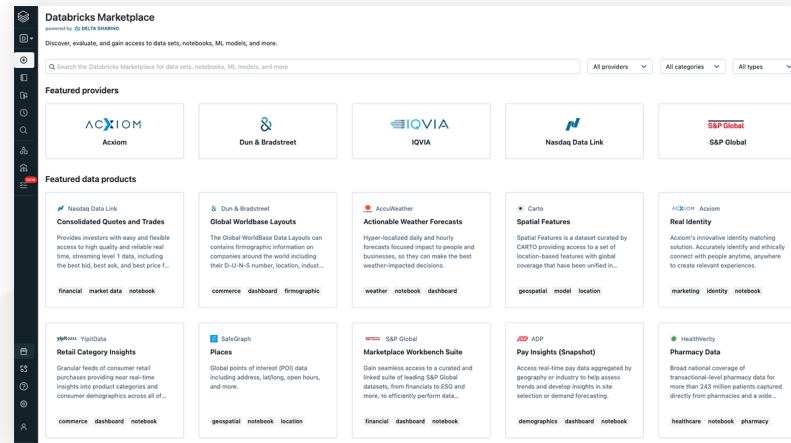 Databricks Marketplace
powered by DELTA SHARING
Discover, evaluate, and gain access to data sets, notebooks, ML models, and more.
D
Search the Databricks Marketplace for data sets, notebooks, ML models, and more
All providers
All categories
All types
Featured providers
ACXIOM
Acxiom
Dun & Bradstreet
IQVIA
IQVIA
Nasdaq Data Link
S&P Global
S&P Global
NEW
Featured data products
Nasdaq Data Link
Consolidated Quotes and Trades
Provides investors with easy and flexible
access to high quality and reliable real
time, streaming level 1 data, including
the best bid, best ask, and best price f...
financial market data notebook
Dun & Bradstreet
Global Worldbase Layouts
The Global WorldBase Data Layouts can
contains firmographic information on
companies around the world including
their D-U-N-S number, location, indust...
commerce dashboard firmographic
AccuWeather
Actionable Weather Forecasts
Hyper-localized daily and hourly
forecasts focused impact to people and
businesses, so they can make the best
weather-impacted decisions.
weather notebook dashboard
Carto
Spatial Features
Spatial Features is a dataset curated by
CARTO providing access to a set of
location-based features with global
coverage that have been unified in...
geospatial model location
ACXIOM Acxiom
Real Identity
Acxiom's innovative identity matching
solution. Accurately identify and ethically
connect with people anytime, anywhere
to create relevant experiences.
marketing identity notebook
YipitDATA YipitData
Retail Category Insights
Granular feeds of consumer retail
purchases providing near real-time
insights into product categories and
consumer demographics across all of...
commerce dashboard notebook
SafeGraph
Places
Global points of interest (POI) data
including address, lat/long, open hours,
and more.
geospatial notebook location
S&P Global
Marketplace Workbench Suite
Gain seamless access to a curated and
linked suite of leading S&P Global
datasets, from financials to ESG and
more, to efficiently perform data...
financial dashboard notebook
ADP
Pay Insights (Snapshot)
Access real-time pay data aggregated by
geography or industry to help assess
trends and develop insights in site
selection or demand forecasting.
demographics dashboard notebook
HealthVerity
Pharmacy Data
Broad national coverage of
transactional-level pharmacy data for
more than 243 million patients captured
directly from pharmacies and a wide...
healthcare notebook pharmacy